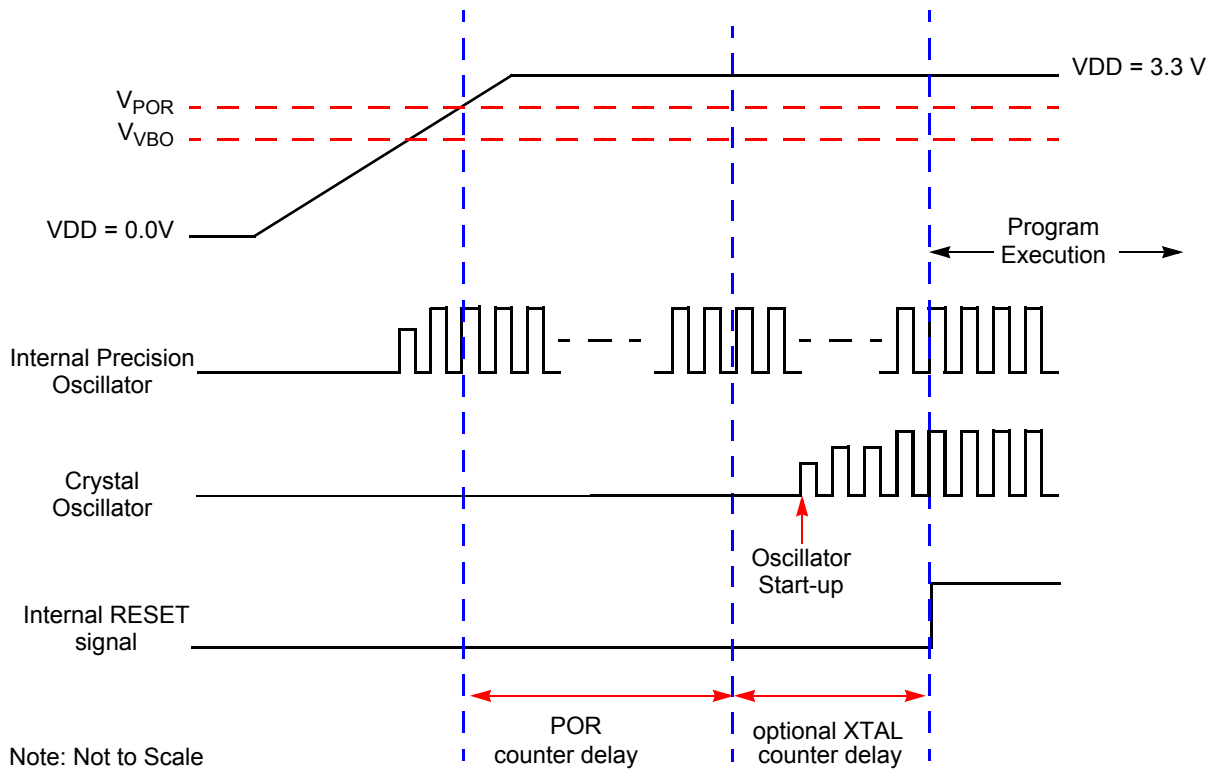 VDD = 3.3 V
VPOR
VVBO
VDD = 0.0V
Program
Execution
Internal Precision
Oscillator
Crystal
Oscillator
Oscillator
Start-up
Internal RESET
signal
POR
counter delay
optional XTAL
counter delay
Note: Not to Scale